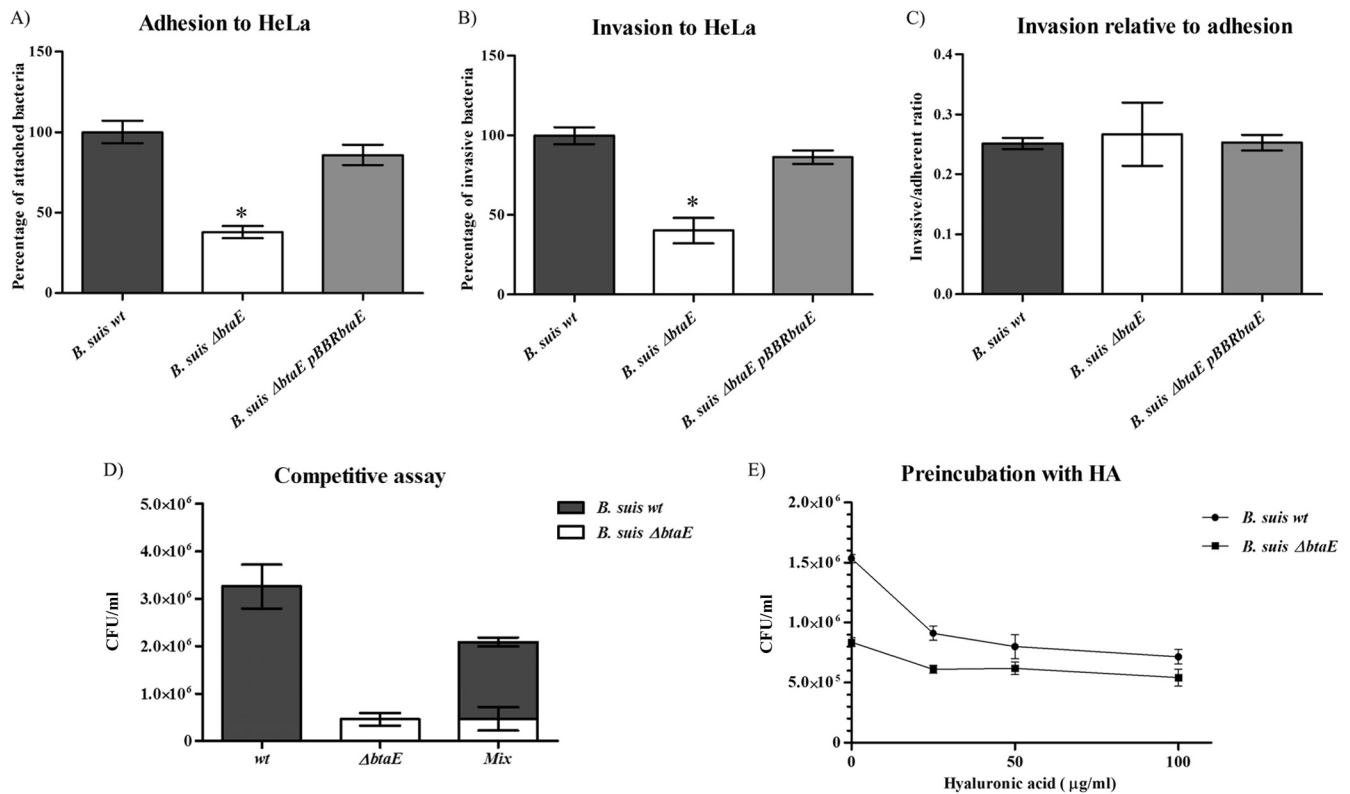 A)
Adhesion to HeLa
Percentage of attached bacteria
150
100
50
0
*
B. suis wt
B. suis ΔbtaE
B. suis ΔbtaE pBBRbtaE
B)
Invasion to HeLa
Percentage of invasive bacteria
150
100
50
0
*
B. suis wt
B. suis ΔbtaE
B. suis ΔbtaE pBBRbtaE
C)
Invasion relative to adhesion
Invasive/adherent ratio
0.4
0.3
0.2
0.1
0.0
B. suis wt
B. suis ΔbtaE
B. suis ΔbtaE pBBRbtaE
D)
Competitive assay
CFU/ml
5.0×10⁶
4.0×10⁶
3.0×10⁶
2.0×10⁶
1.0×10⁶
0
wt
ΔbtaE
Mix
B. suis wt
B. suis ΔbtaE
E)
Preincubation with HA
CFU/ml
2.0×10⁶
1.5×10⁶
1.0×10⁶
5.0×10⁵
0
0
50
100
Hyaluronic acid ( μg/ml)
B. suis wt
B. suis ΔbtaE